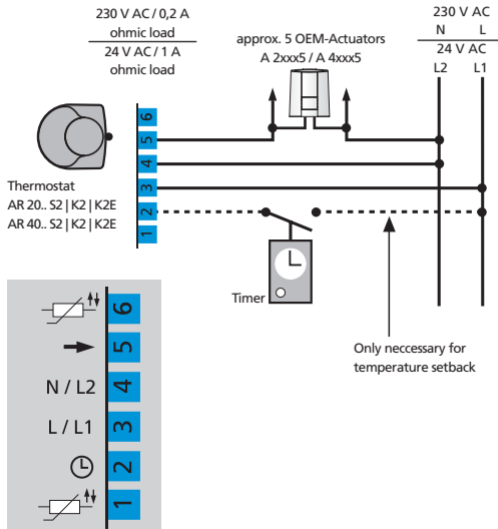 230 V AC / 0,2 A
ohmic load
24 V AC / 1 A
ohmic load
approx. 5 OEM-Actuators
A 2xxx5 / A 4xxx5
230 V AC
N L
24 V AC
L2 L1
6
5
4
3
2
1
Thermostat
AR 20.. S2 | K2 | K2E
AR 40.. S2 | K2 | K2E
Timer
Only neccessary for
temperature setback
6
5
N / L2 4
L / L1 3
2
1